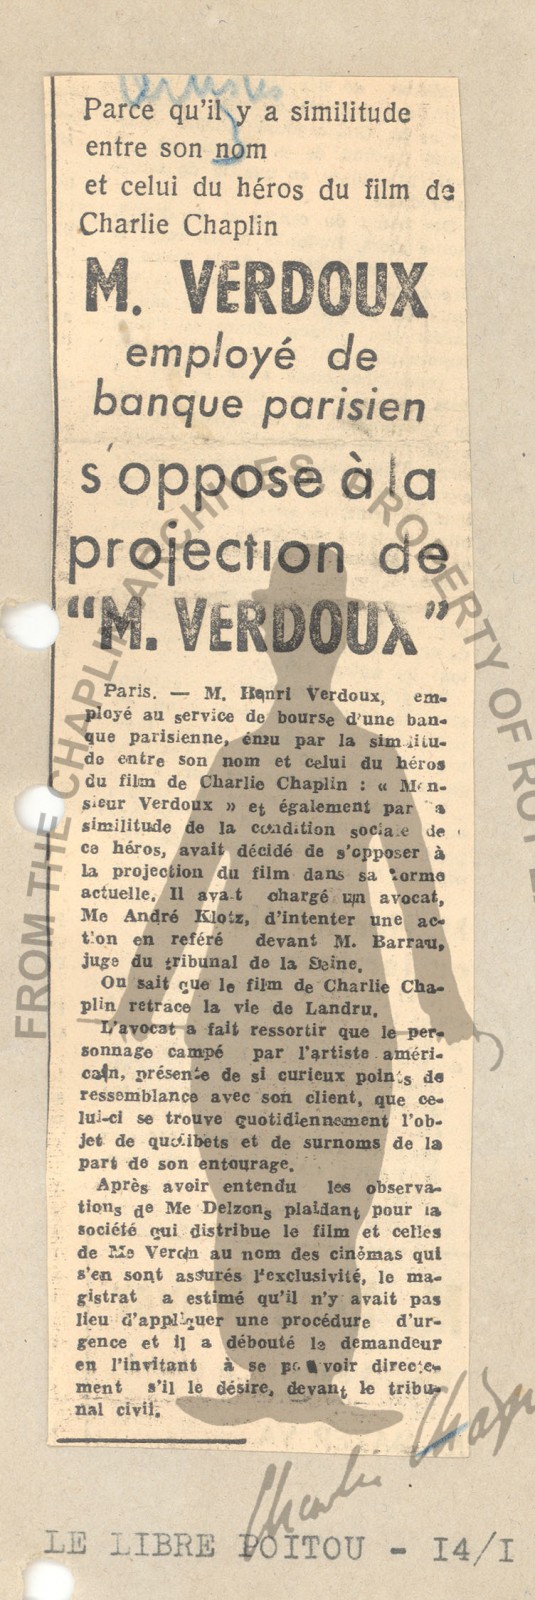 Parce qu'il y a similitude
entre son nom
et celui du héros du film de
Charlie Chaplin
M. VERDOUX
employé de
banque parisien
s'oppose à la
projection de
"M. VERDOUX"
Paris. — M. Henri Verdoux, em-
ployé au service de bourse d'une ban-
que parisienne, ému par la similitu-
de entre son nom et celui du héros
du film de Charlie Chaplin : « Mon-
sieur Verdoux » et également par la
similitude de la condition sociale de
ce héros, avait décidé de s'opposer à
la projection du film dans sa forme
actuelle. Il avait chargé un avocat,
Me André Klotz, d'intenter une ac-
tion en referé devant M. Barrau,
juge du tribunal de la Seine.
On sait que le film de Charlie Cha-
plin retrace la vie de Landru.
L'avocat a fait ressortir que le per-
sonnage campé par l'artiste améri-
cain, présente de si curieux points de
ressemblance avec son client, que ce-
lui-ci se trouve quotidiennement l'ob-
jet de quolibets et de surnoms de la
part de son entourage.
Après avoir entendu les observa-
tions de Me Delzons plaidant pour la
société qui distribue le film et celles
de Me Verdn au nom des cinémas qui
s'en sont assurés l'exclusivité, le ma-
gistrat a estimé qu'il n'y avait pas
lieu d'appliquer une procédure d'ur-
gence et il a débouté le demandeur
en l'invitant à se pourvoir directe-
ment s'il le désire, devant le tribu-
nal civil.
FROM THE CHAPLIN ARCHIVES, PROPERTY OF ROY E
Charlie Chaplin
LE LIBRE POITOU - 14/1